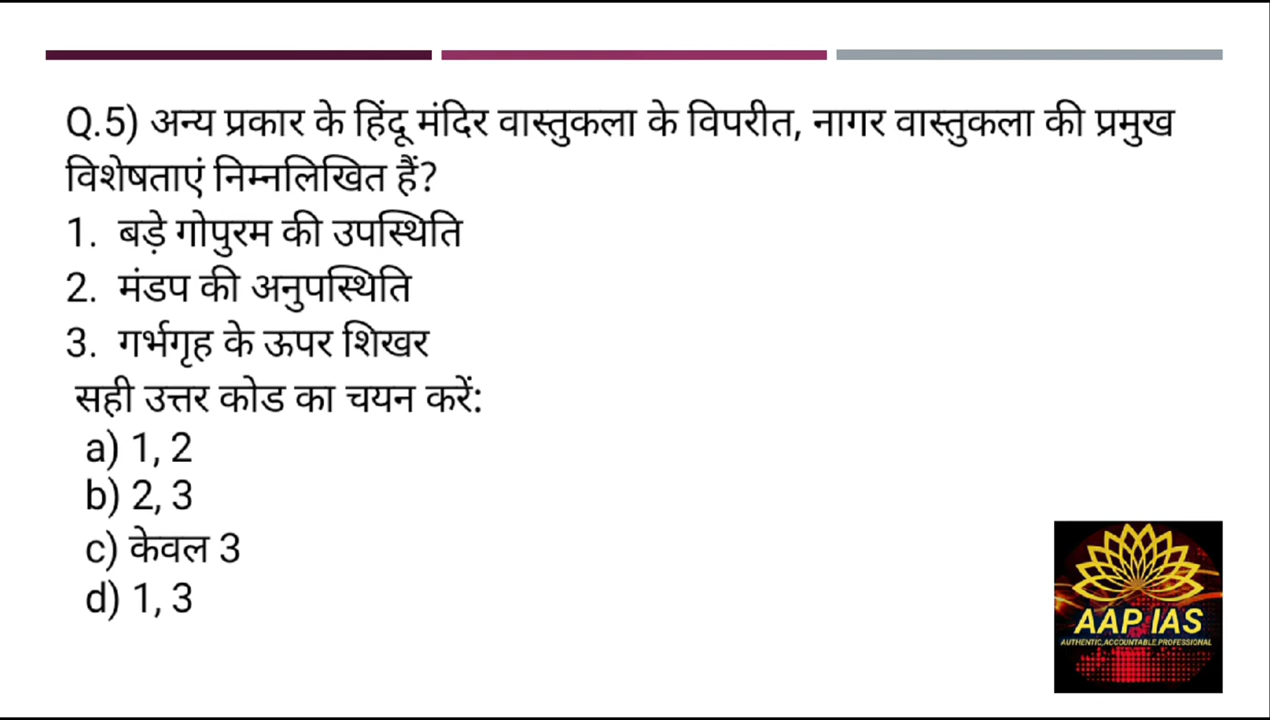 Q.5) अन्य प्रकार के हिंदू मंदिर वास्तुकला के विपरीत, नागर वास्तुकला की प्रमुख
विशेषताएं निम्नलिखित हैं?
1. बड़े गोपुरम की उपस्थिति
2. मंडप की अनुपस्थिति
3. गर्भगृह के ऊपर शिखर
सही उत्तर कोड का चयन करें:
a) 1, 2
b) 2, 3
c) केवल 3
d) 1, 3
AAP IAS
AUTHENTIC,ACCOUNTABLE,PROFESSIONAL